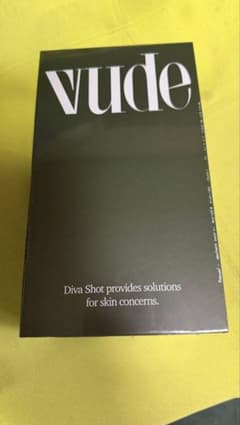 vude
Diva Shot provides solutions
for skin concerns.